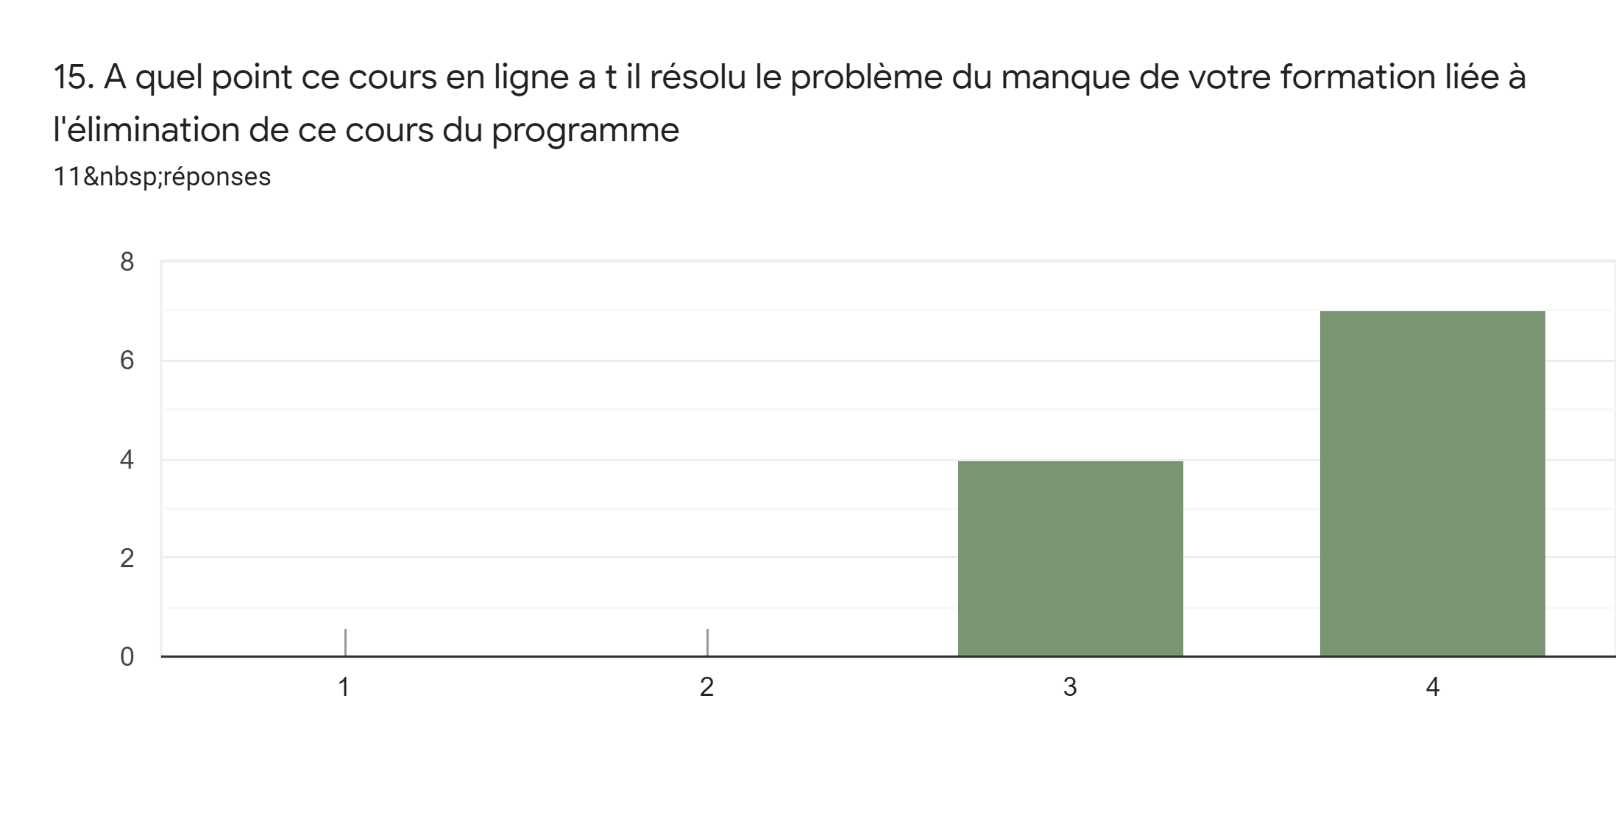 15. A quel point ce cours en ligne a t il résolu le problème du manque de votre formation liée à
l'élimination de ce cours du programme
11&nbsp;réponses
8
6
4
2
0
1 2 3 4